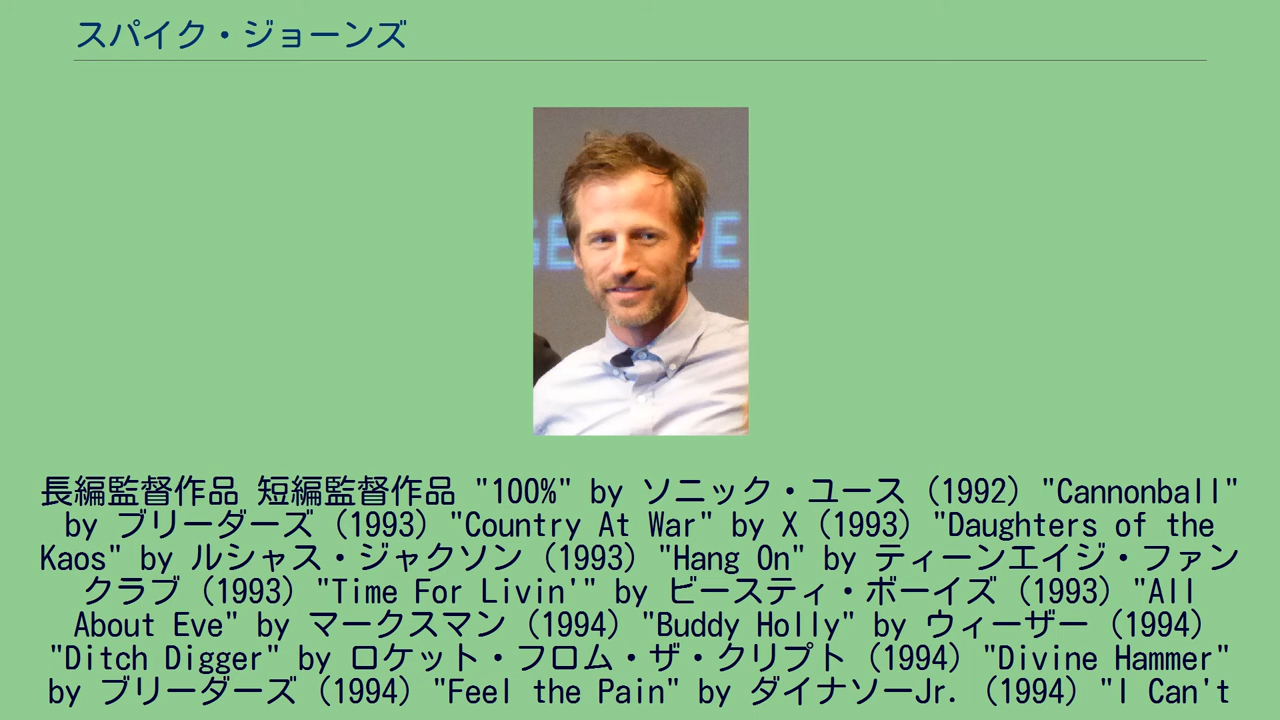 スパイク・ジョーンズ
長編監督作品 短編監督作品 "100%" by ソニック・ユース (1992) "Cannonball"
by ブリーダーズ (1993) "Country At War" by X (1993) "Daughters of the
Kaos" by ルシャス・ジャクソン (1993) "Hang On" by ティーンエイジ・ファン
クラブ (1993) "Time For Livin'" by ビースティ・ボーイズ (1993) "All
About Eve" by マークスマン (1994) "Buddy Holly" by ウィーザー (1994)
"Ditch Digger" by ロケット・フロム・ザ・クリプト (1994) "Divine Hammer"
by ブリーダーズ (1994) "Feel the Pain" by ダイナソーJr. (1994) "I Can't